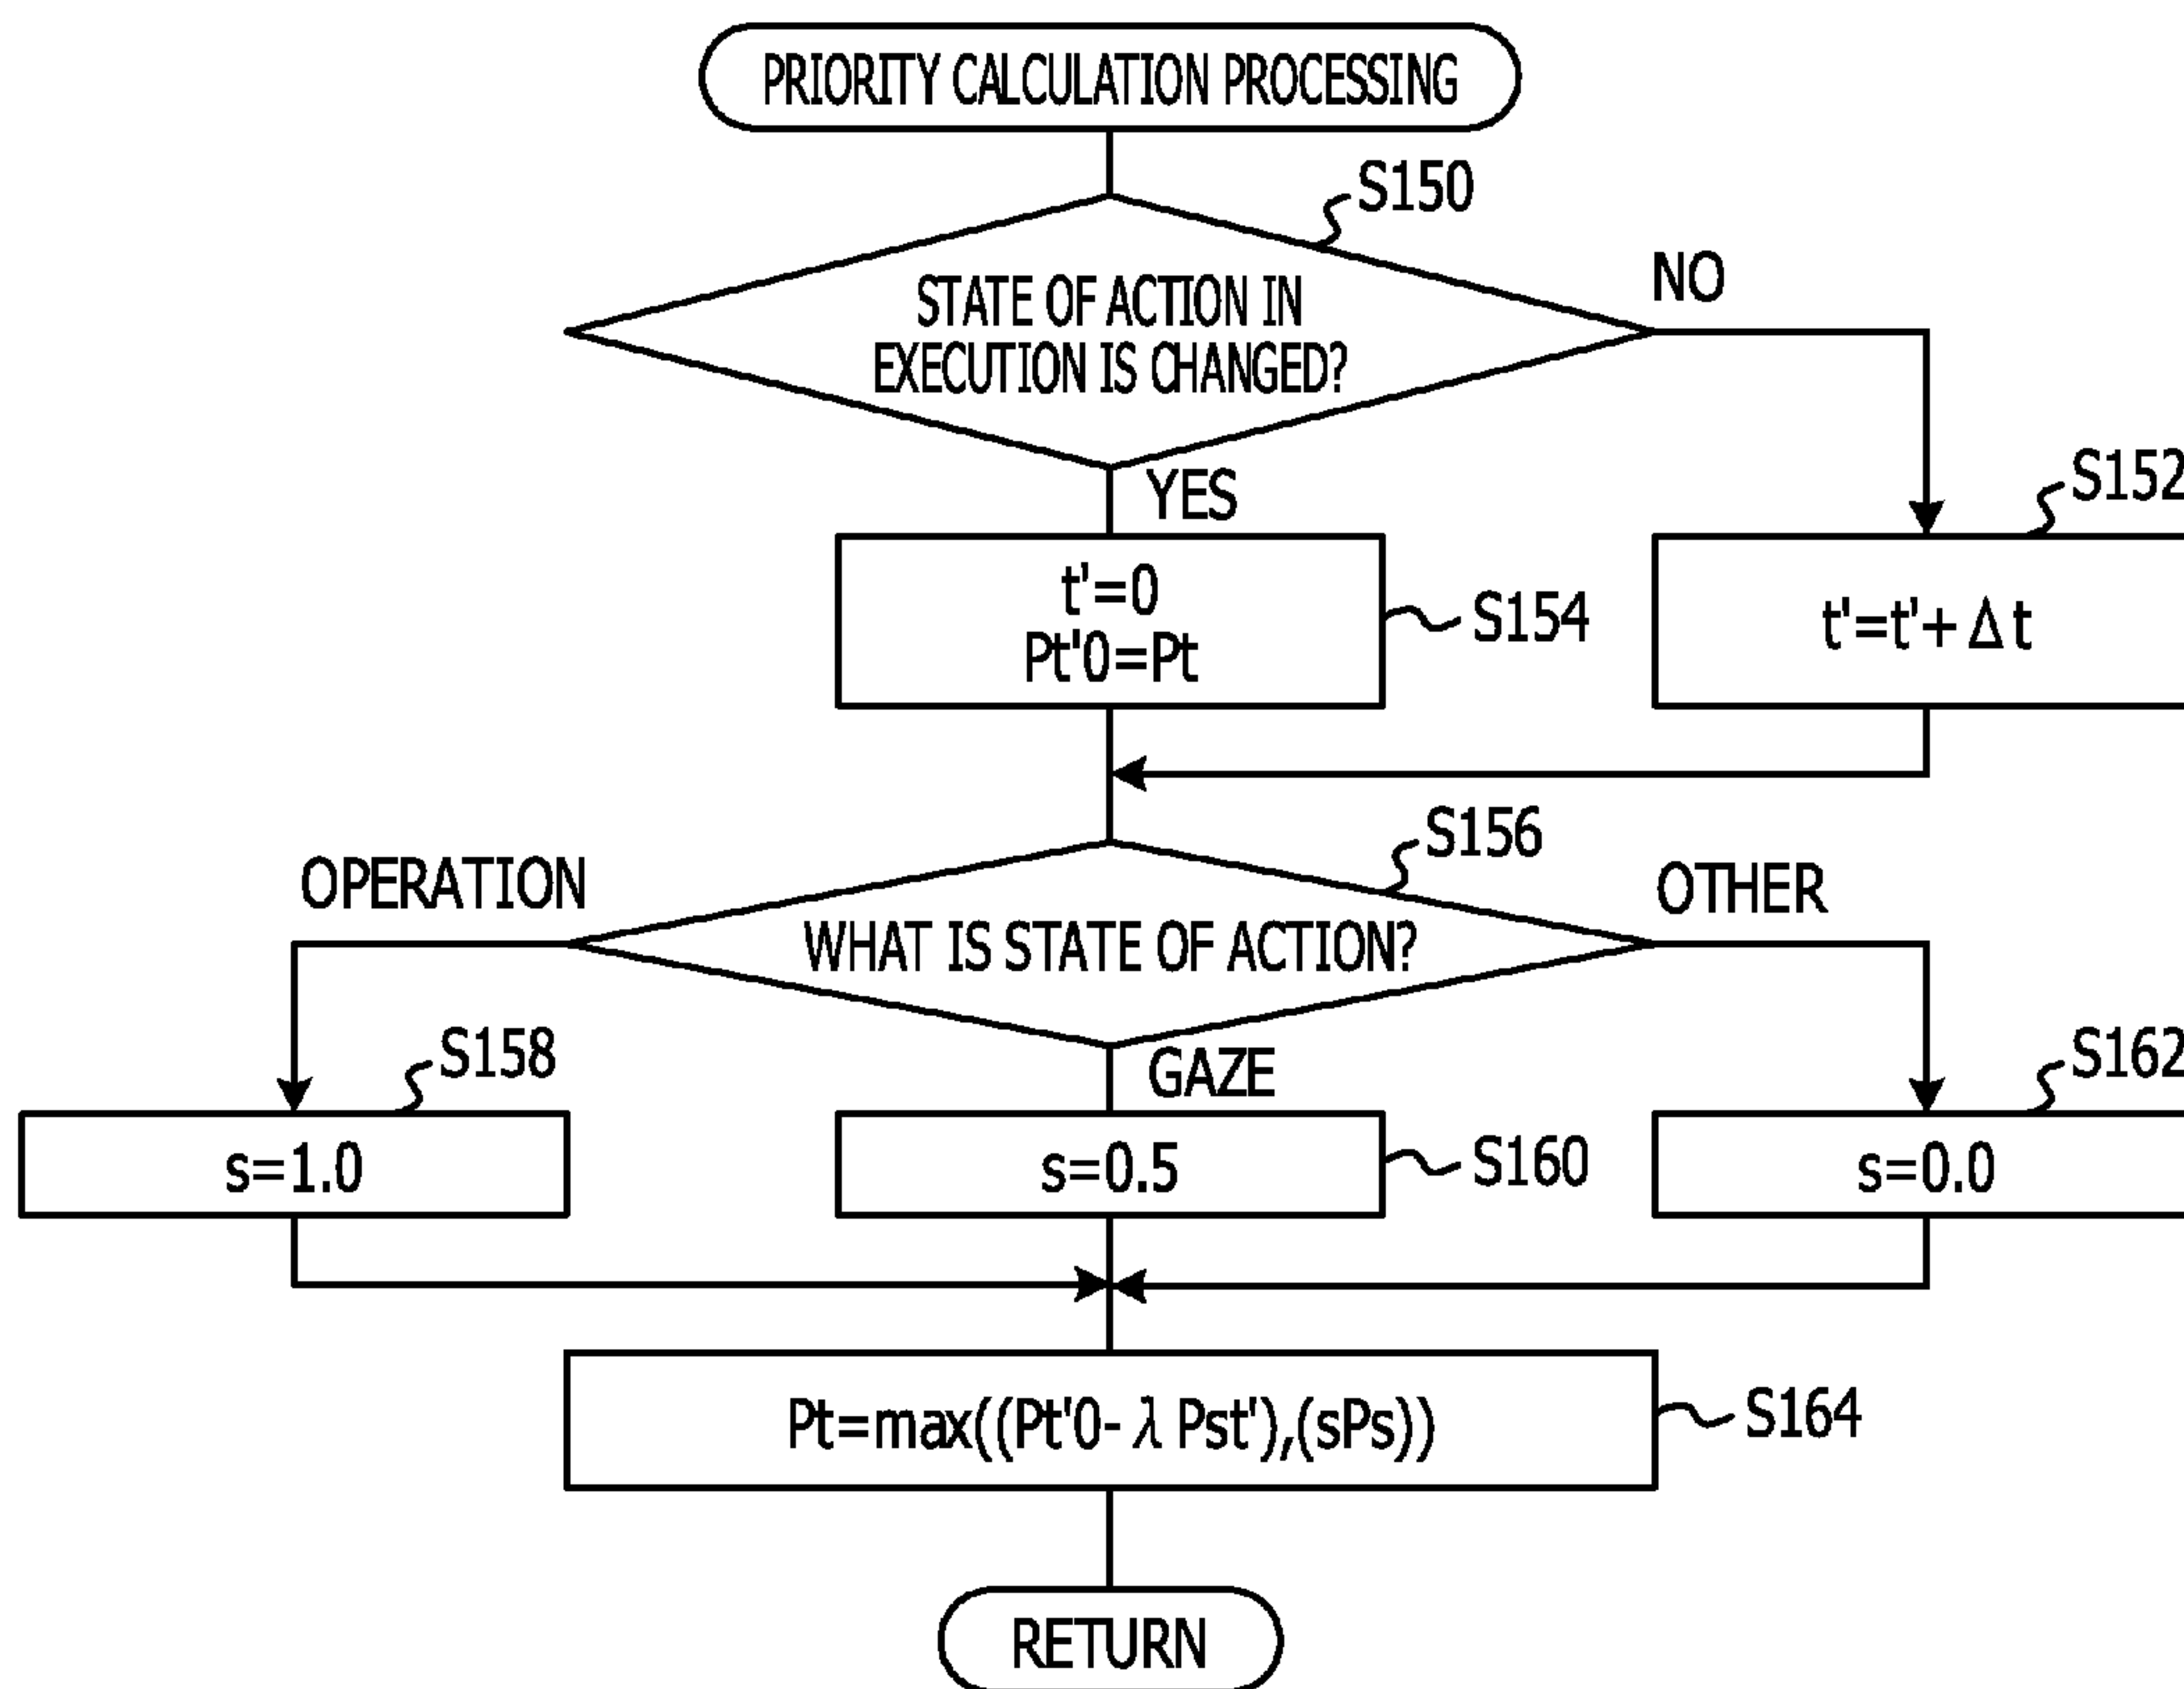 PRIORITY CALCULATION PROCESSING
S150
STATE OF ACTION IN
EXECUTION IS CHANGED?
NO
YES
S152
t'=0
Pt'0=Pt
S154
t'=t'+Δt
S156
OPERATION
OTHER
WHAT IS STATE OF ACTION?
S158
GAZE
S162
s=1.0
s=0.5
S160
s=0.0
Pt=max((Pt'0-λPst'),(sPs))
S164
RETURN